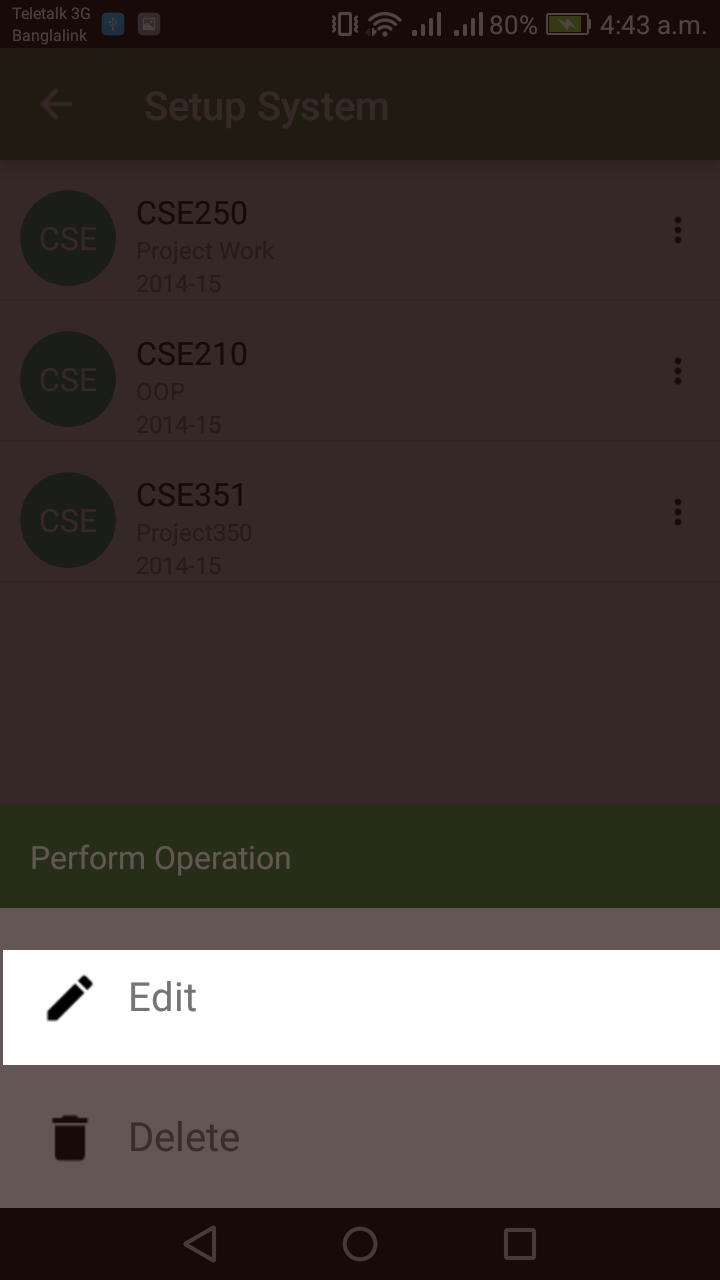 Teletalk 3G
Banglalink
80% 4:43 a.m.
Setup System
CSE
CSE250
Project Work
2014-15
CSE
CSE210
OOP
2014-15
CSE
CSE351
Project350
2014-15
Perform Operation
Edit
Delete